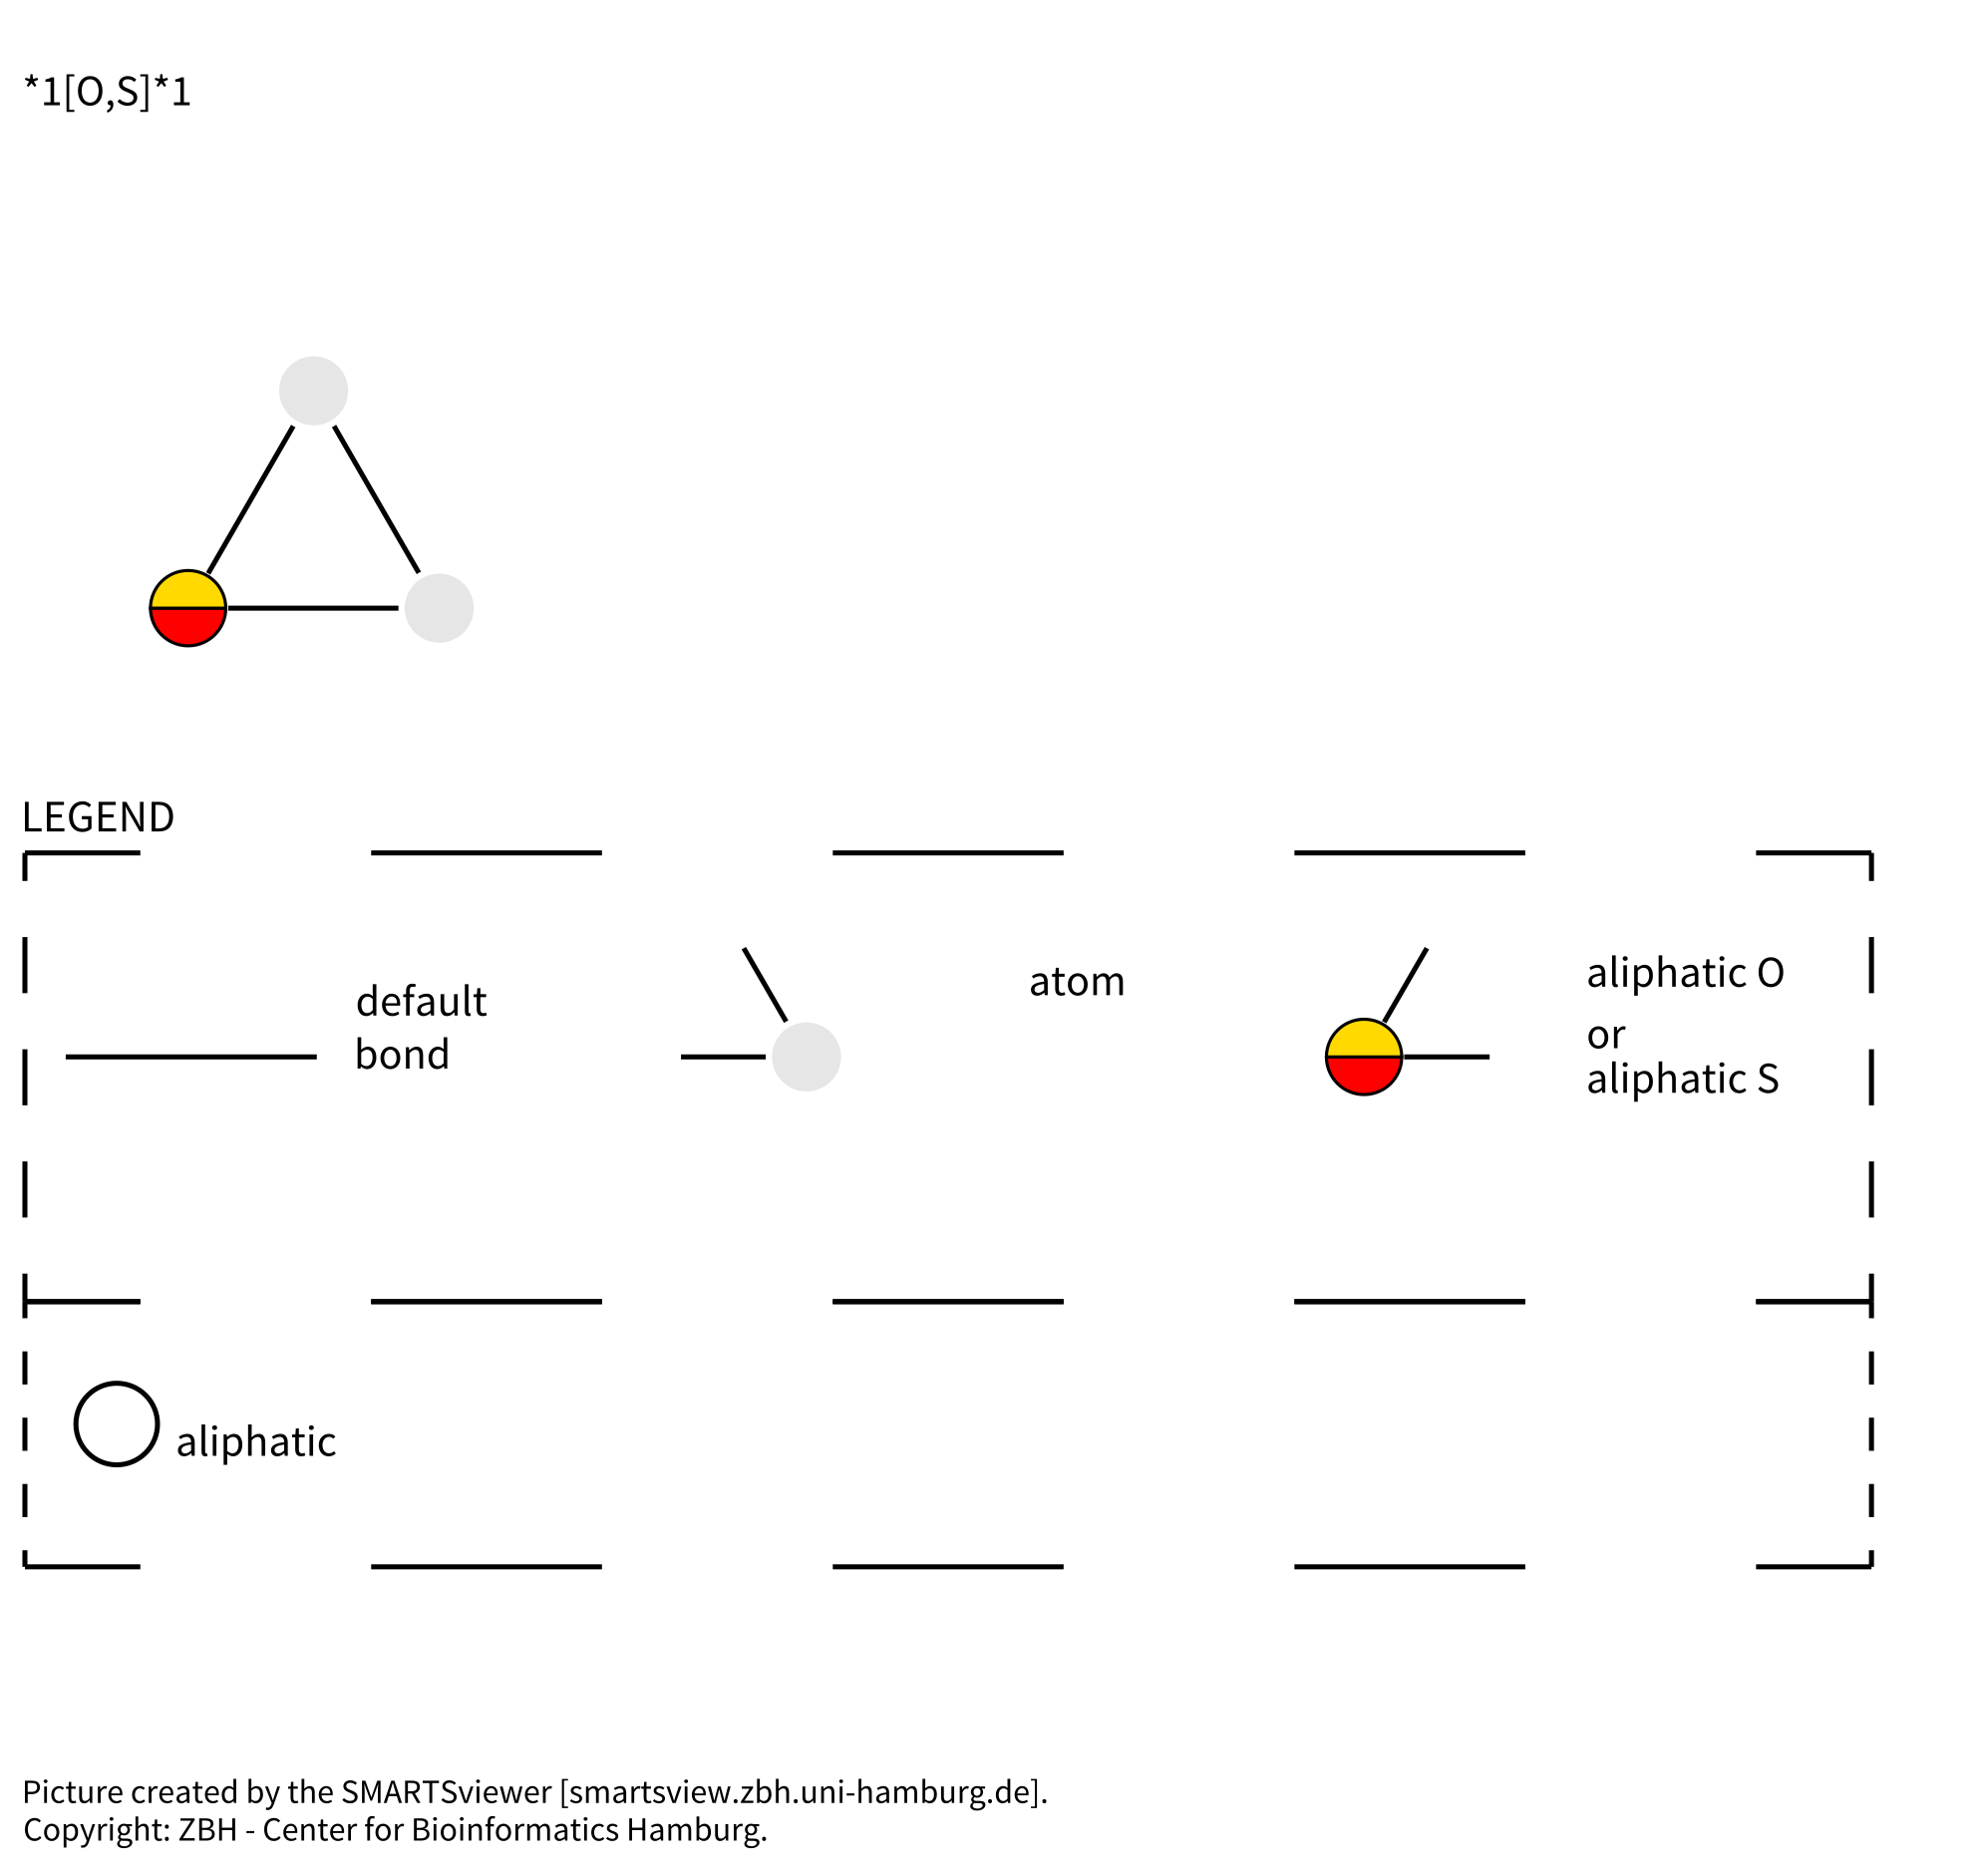 *1[O,S]*1
LEGEND
default
bond
atom
aliphatic O
or
aliphatic S
aliphatic
Picture created by the SMARTSviewer [smartsview.zbh.uni-hamburg.de].
Copyright: ZBH - Center for Bioinformatics Hamburg.